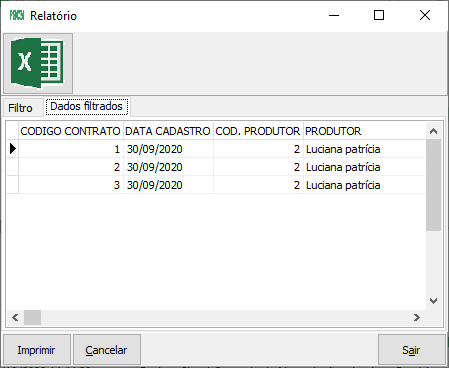 Relatório
Filtro Dados filtrados
CODIGO CONTRATO DATA CADASTRO COD. PRODUTOR PRODUTOR
1 30/09/2020 2 Luciana patrícia
2 30/09/2020 2 Luciana patrícia
3 30/09/2020 2 Luciana patrícia
Imprimir Cancelar Sair